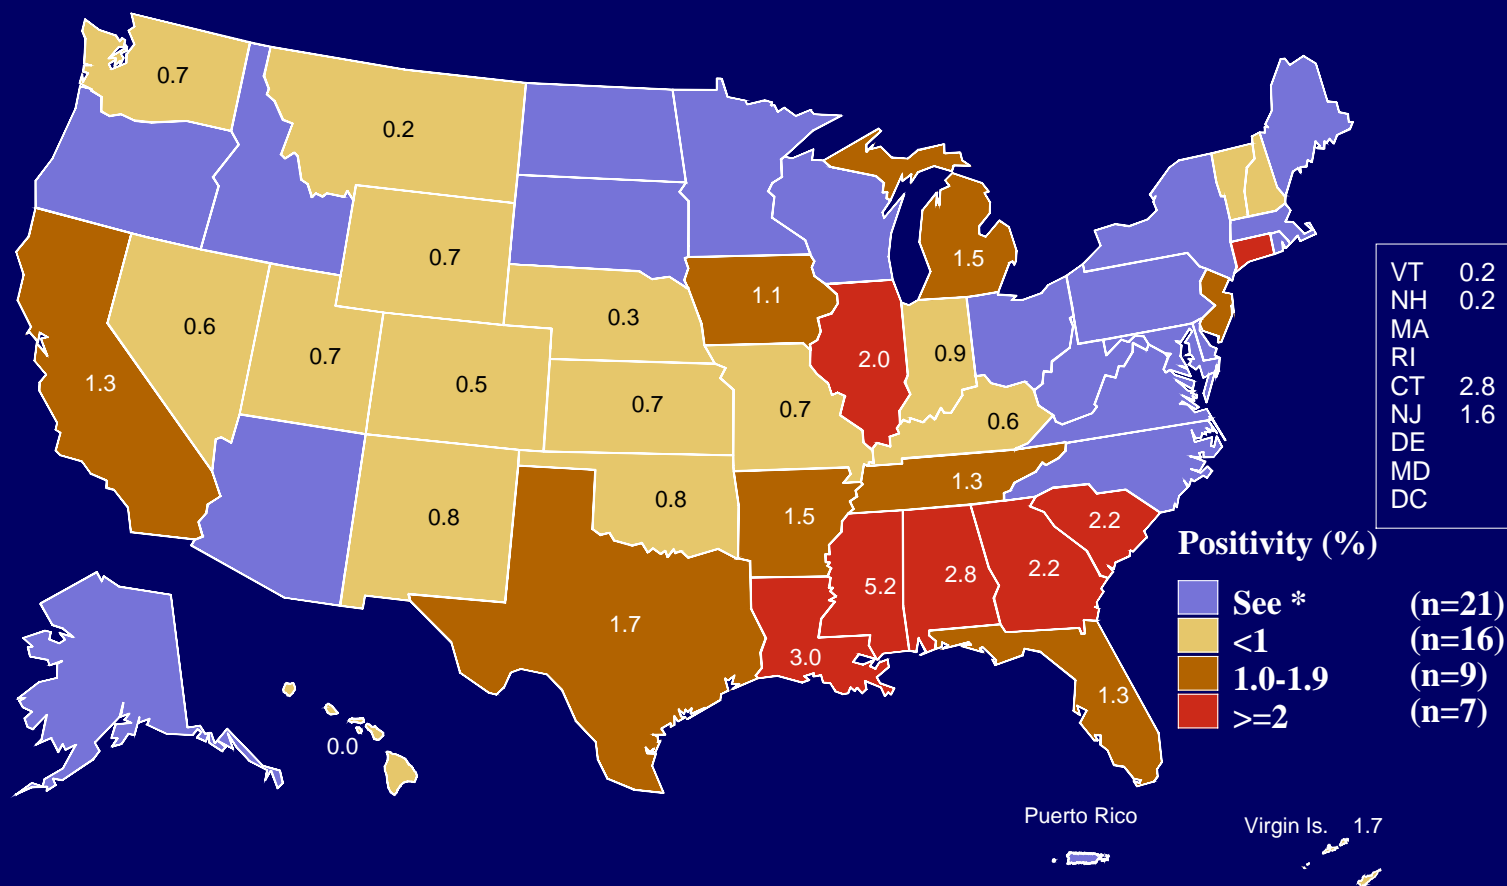 0.7
0.2
0.7
0.6
0.7
0.5
0.3
0.7
1.1
0.7
2.0
0.9
1.5
0.6
1.3
1.3
0.8
0.8
1.5
1.7
5.2
2.8
2.2
2.2
3.0
1.3
0.0
VT 0.2
NH 0.2
MA
RI
CT 2.8
NJ 1.6
DE
MD
DC
Positivity (%)
See * (n=21)
<1 (n=16)
1.0-1.9 (n=9)
>=2 (n=7)
Puerto Rico
Virgin Is. 1.7